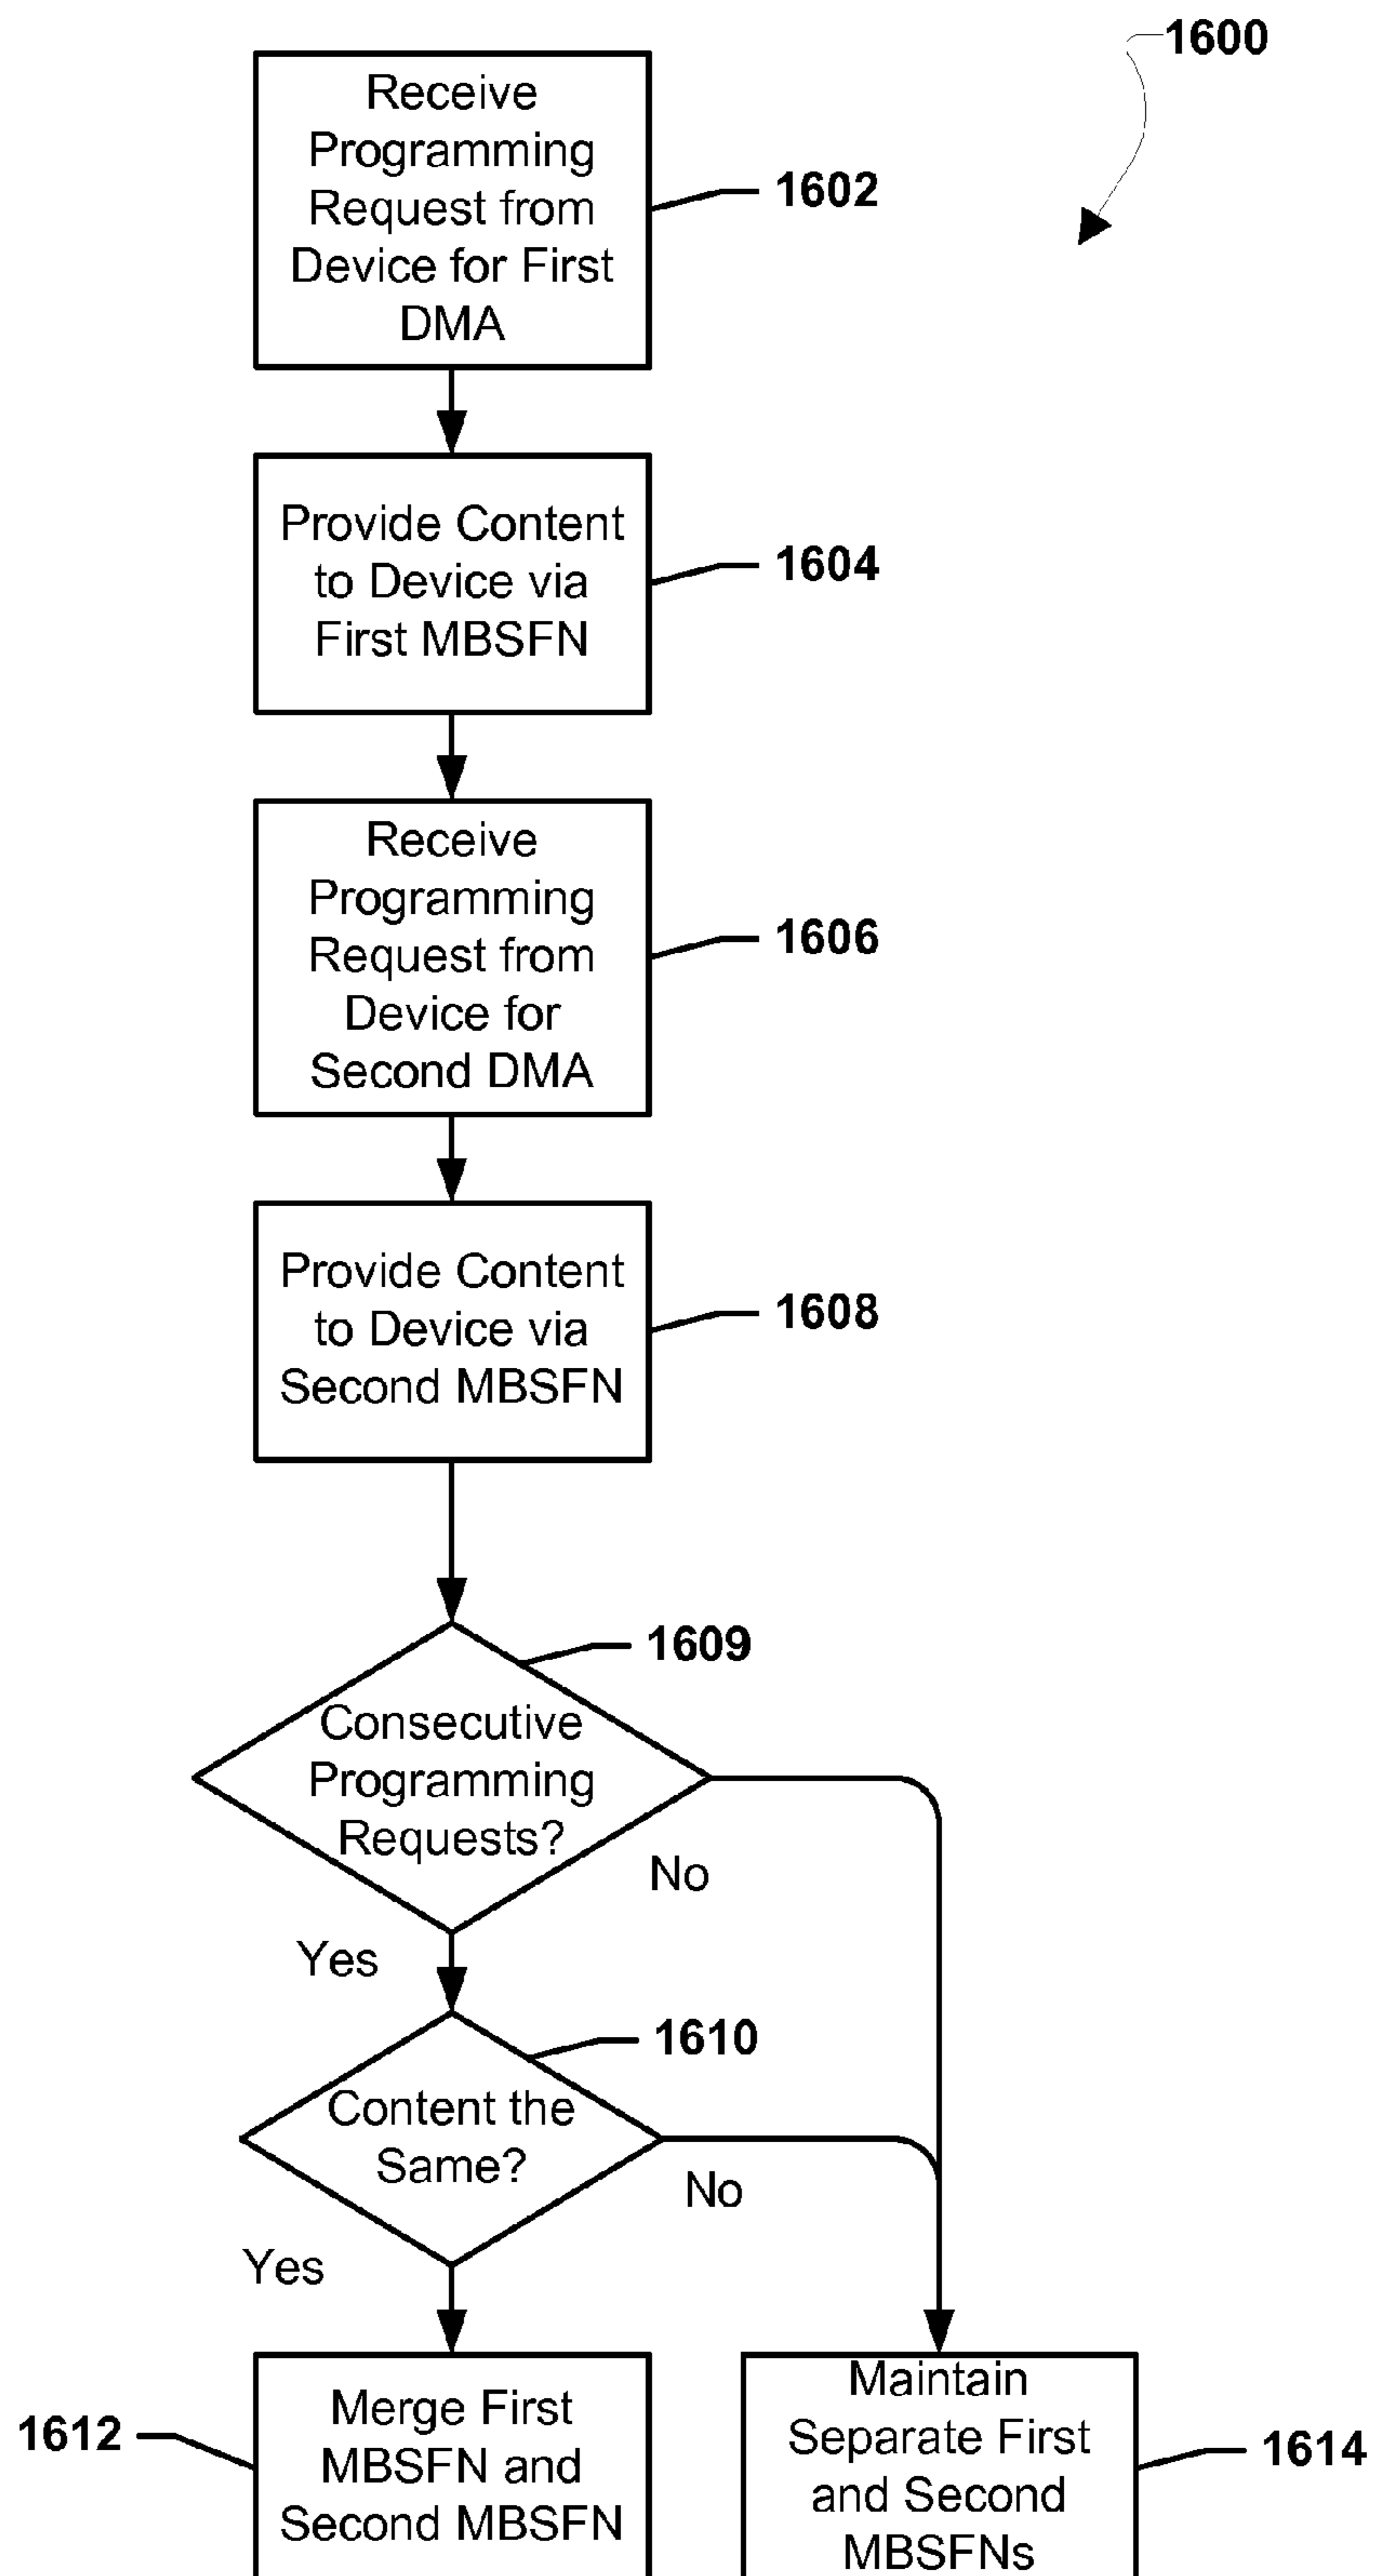 1600
Receive
Programming
Request from
Device for First
DMA
1602
Provide Content
to Device via
First MBSFN
1604
Receive
Programming
Request from
Device for
Second DMA
1606
Provide Content
to Device via
Second MBSFN
1608
1609
Consecutive
Programming
Requests?
No
Yes
1610
Content the
Same?
No
Yes
1612
Merge First
MBSFN and
Second MBSFN
Maintain
Separate First
and Second
MBSFNs
1614